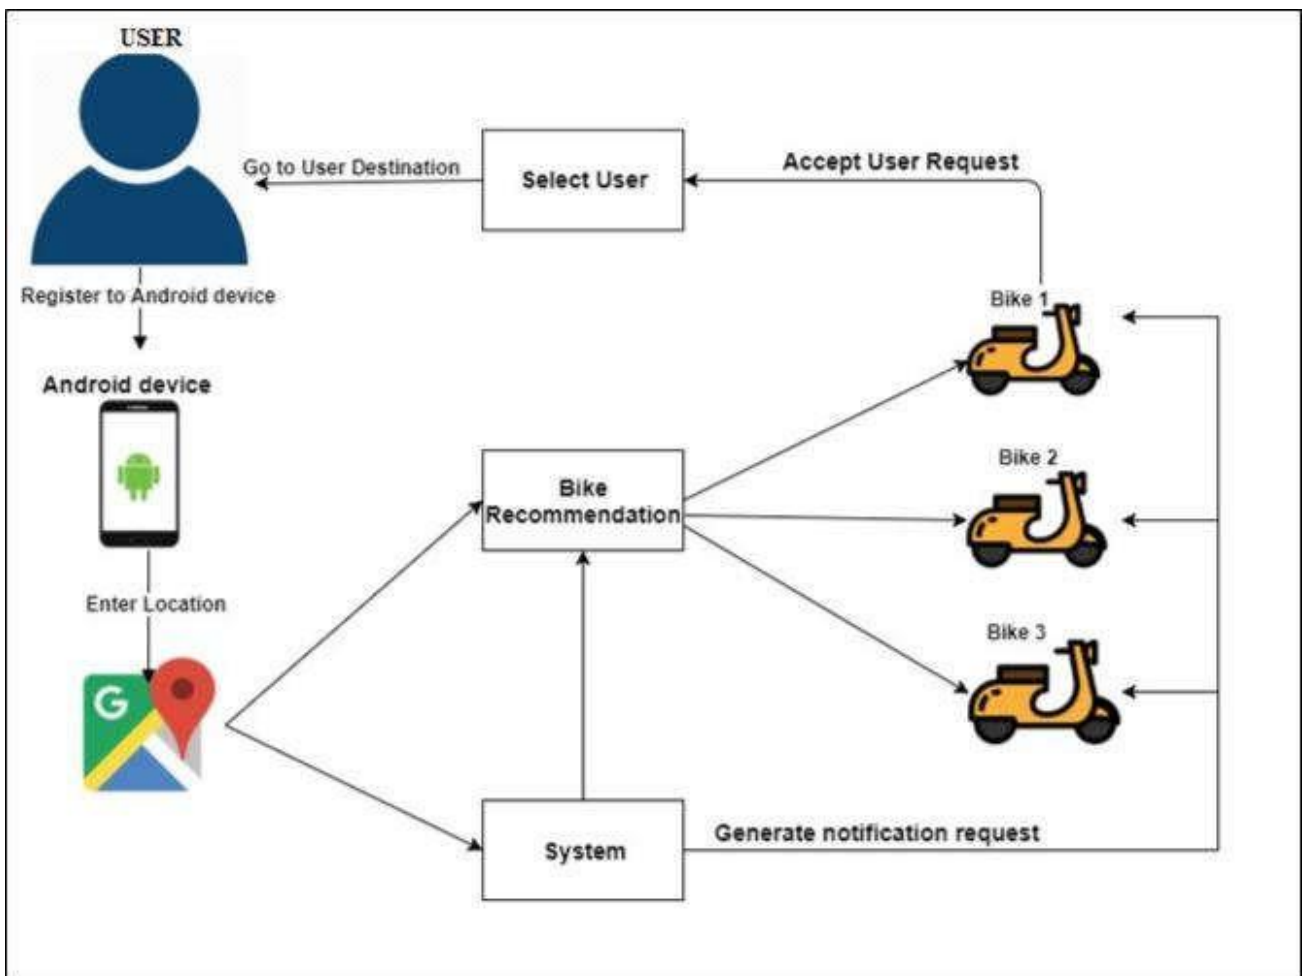 USER
Go to User Destination
Select User
Accept User Request
Register to Android device
Bike 1
Android device
Bike 2
Bike
Recommendation
Enter Location
Bike 3
G
System
Generate notification request